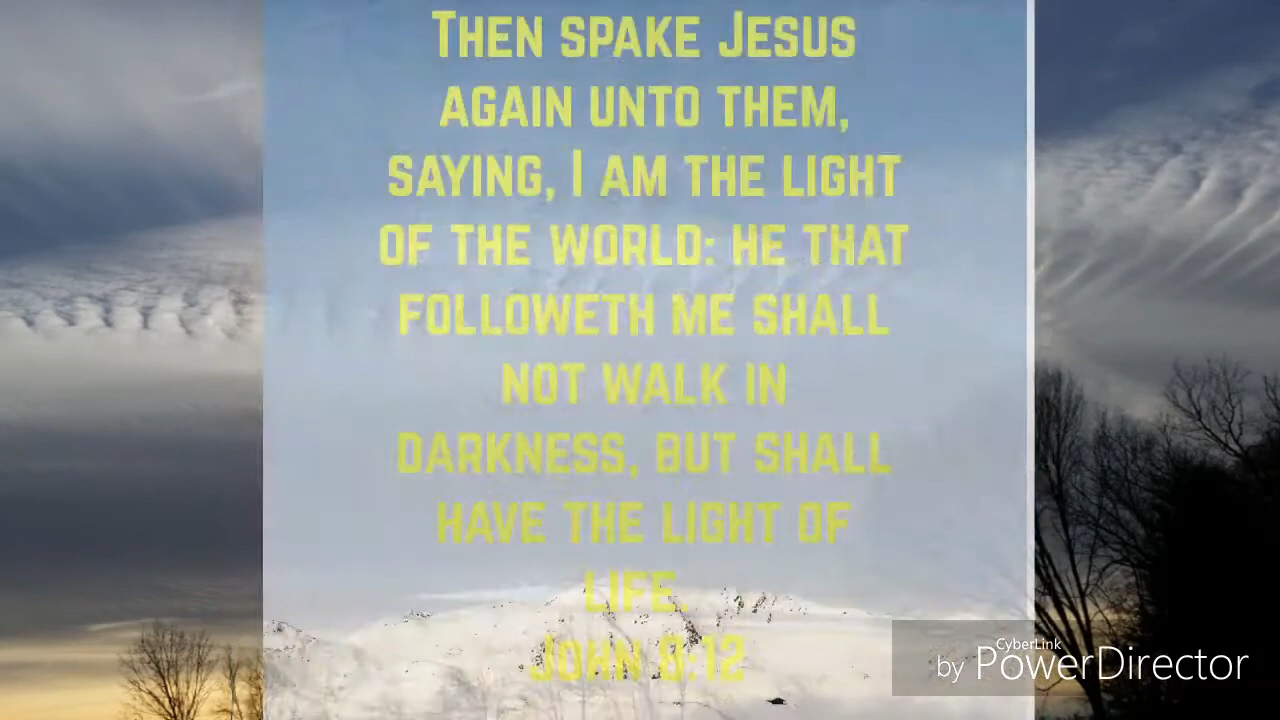 Then spake Jesus
again unto them,
saying, I am the light
of the world: he that
followeth me shall
not walk in
darkness, but shall
have the light of
life.
John 8:12
CyberLink
by PowerDirector